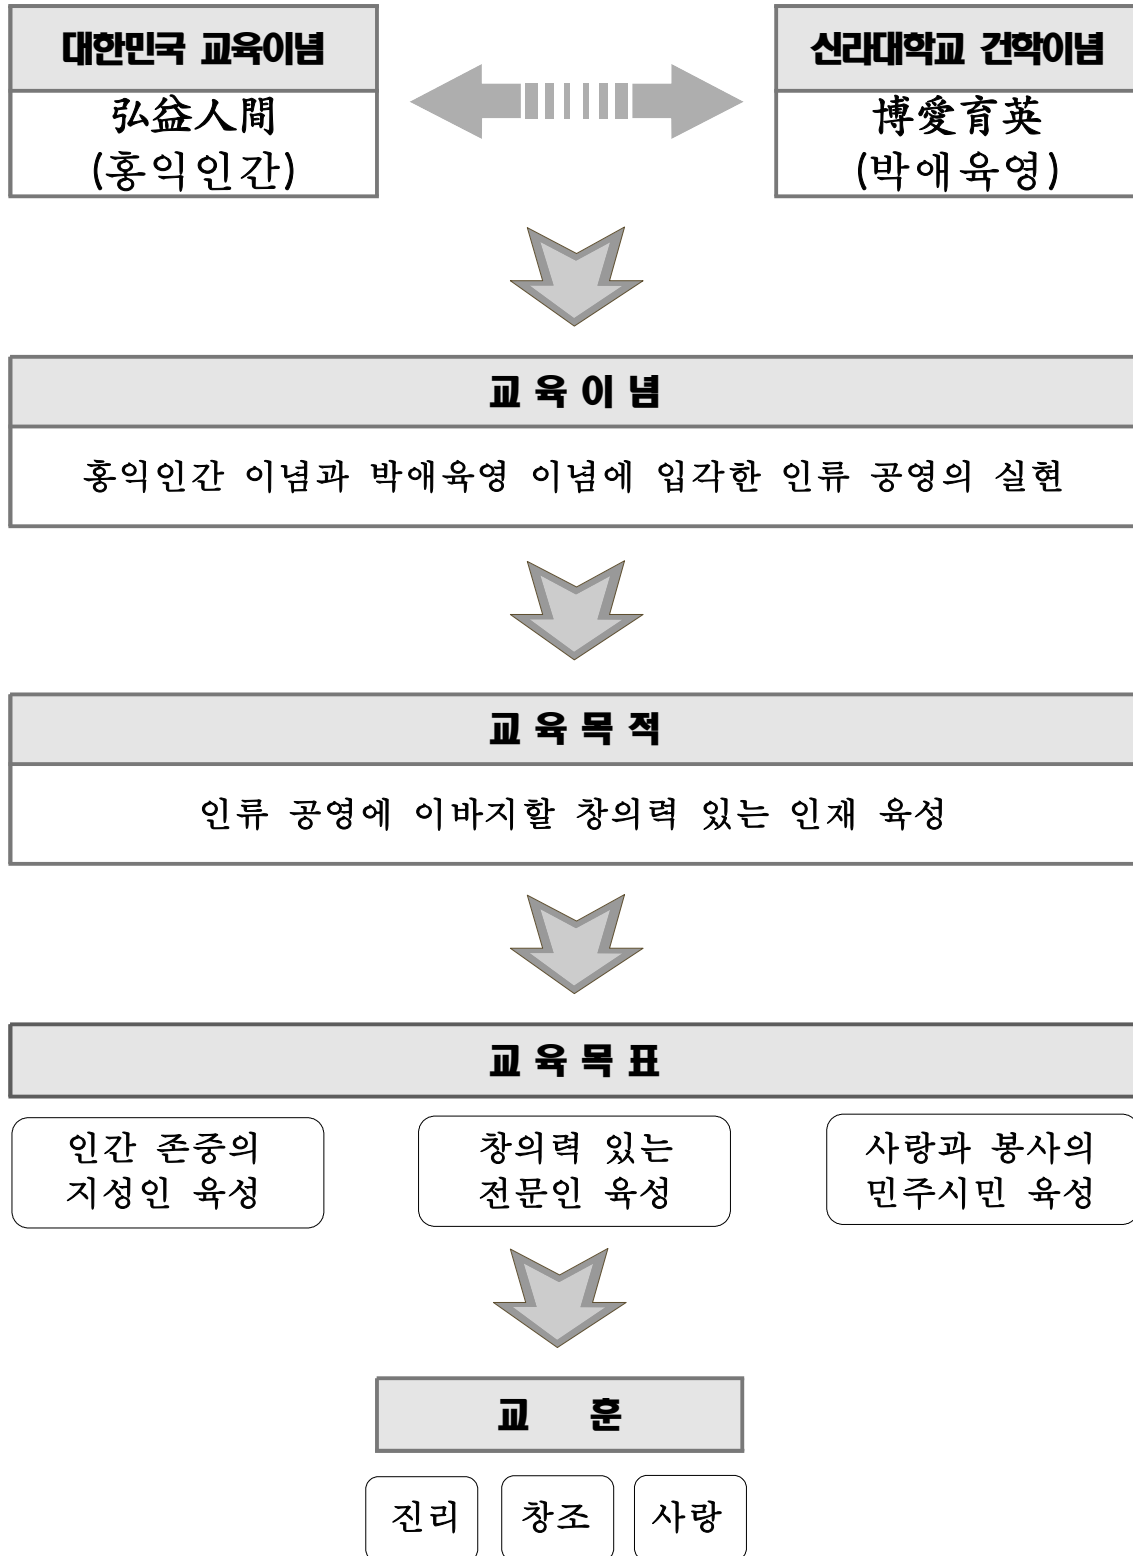 대한민국 교육이념
弘益人間
(홍익인간)
신라대학교 건학이념
博愛育英
(박애육영)
교육이념
홍익인간 이념과 박애육영 이념에 입각한 인류 공영의 실현
교육목적
인류 공영에 이바지할 창의력 있는 인재 육성
교육목표
인간 존중의
지성인 육성
창의력 있는
전문인 육성
사랑과 봉사의
민주시민 육성
교 훈
진리
창조
사랑